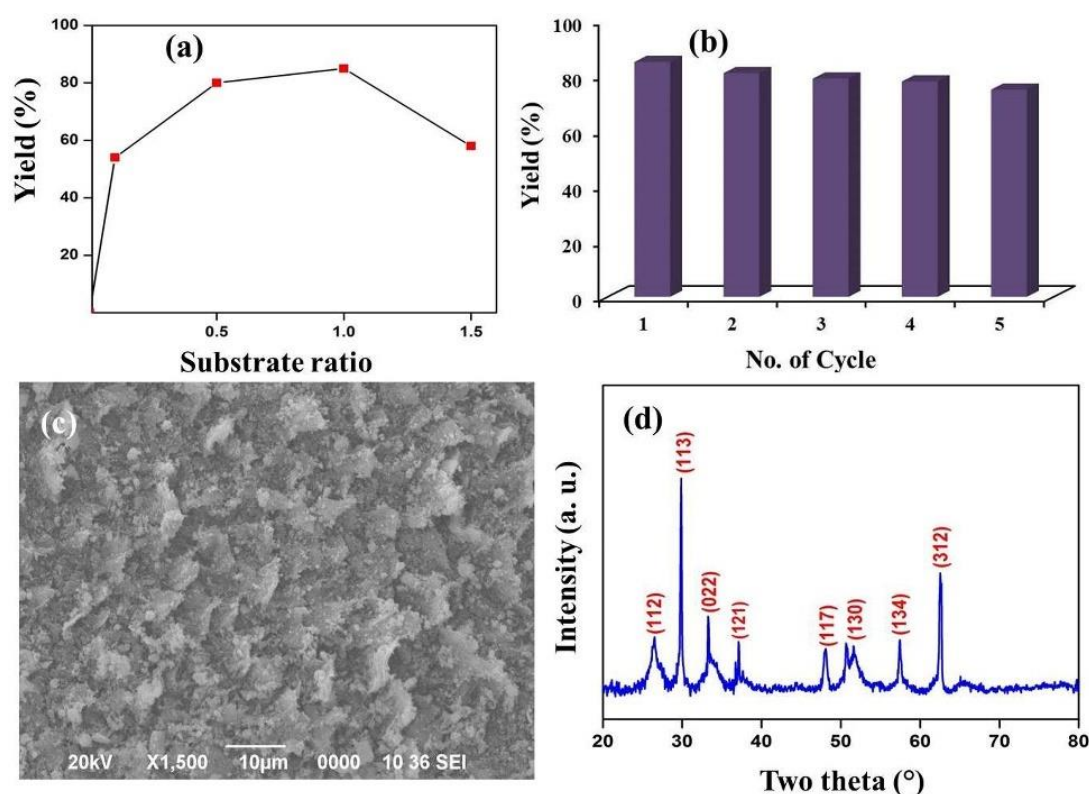 (a)
Yield (%)
100
80
60
40
20
0.5 1.0 1.5
Substrate ratio
(b)
Yield (%)
100
80
60
40
20
0
1 2 3 4 5
No. of Cycle
(c)
20kV X1,500 10µm 0000 10 36 SEI
(d)
Intensity (a. u.)
(112)
(113)
(022)
(121)
(117)
(130)
(134)
(312)
20 30 40 50 60 70 80
Two theta (°)